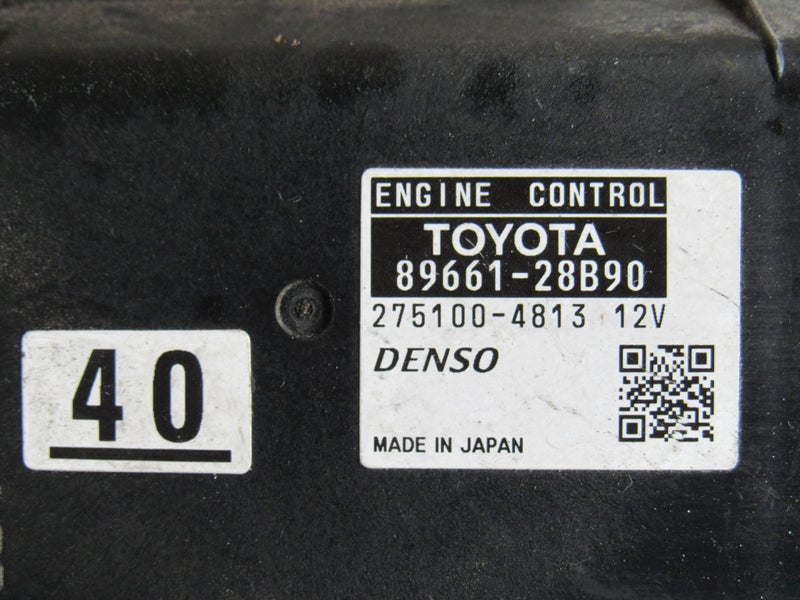 ENGINE CONTROL
TOYOTA
89661-28B90
275100-4813 12V
DENSO
MADE IN JAPAN
40